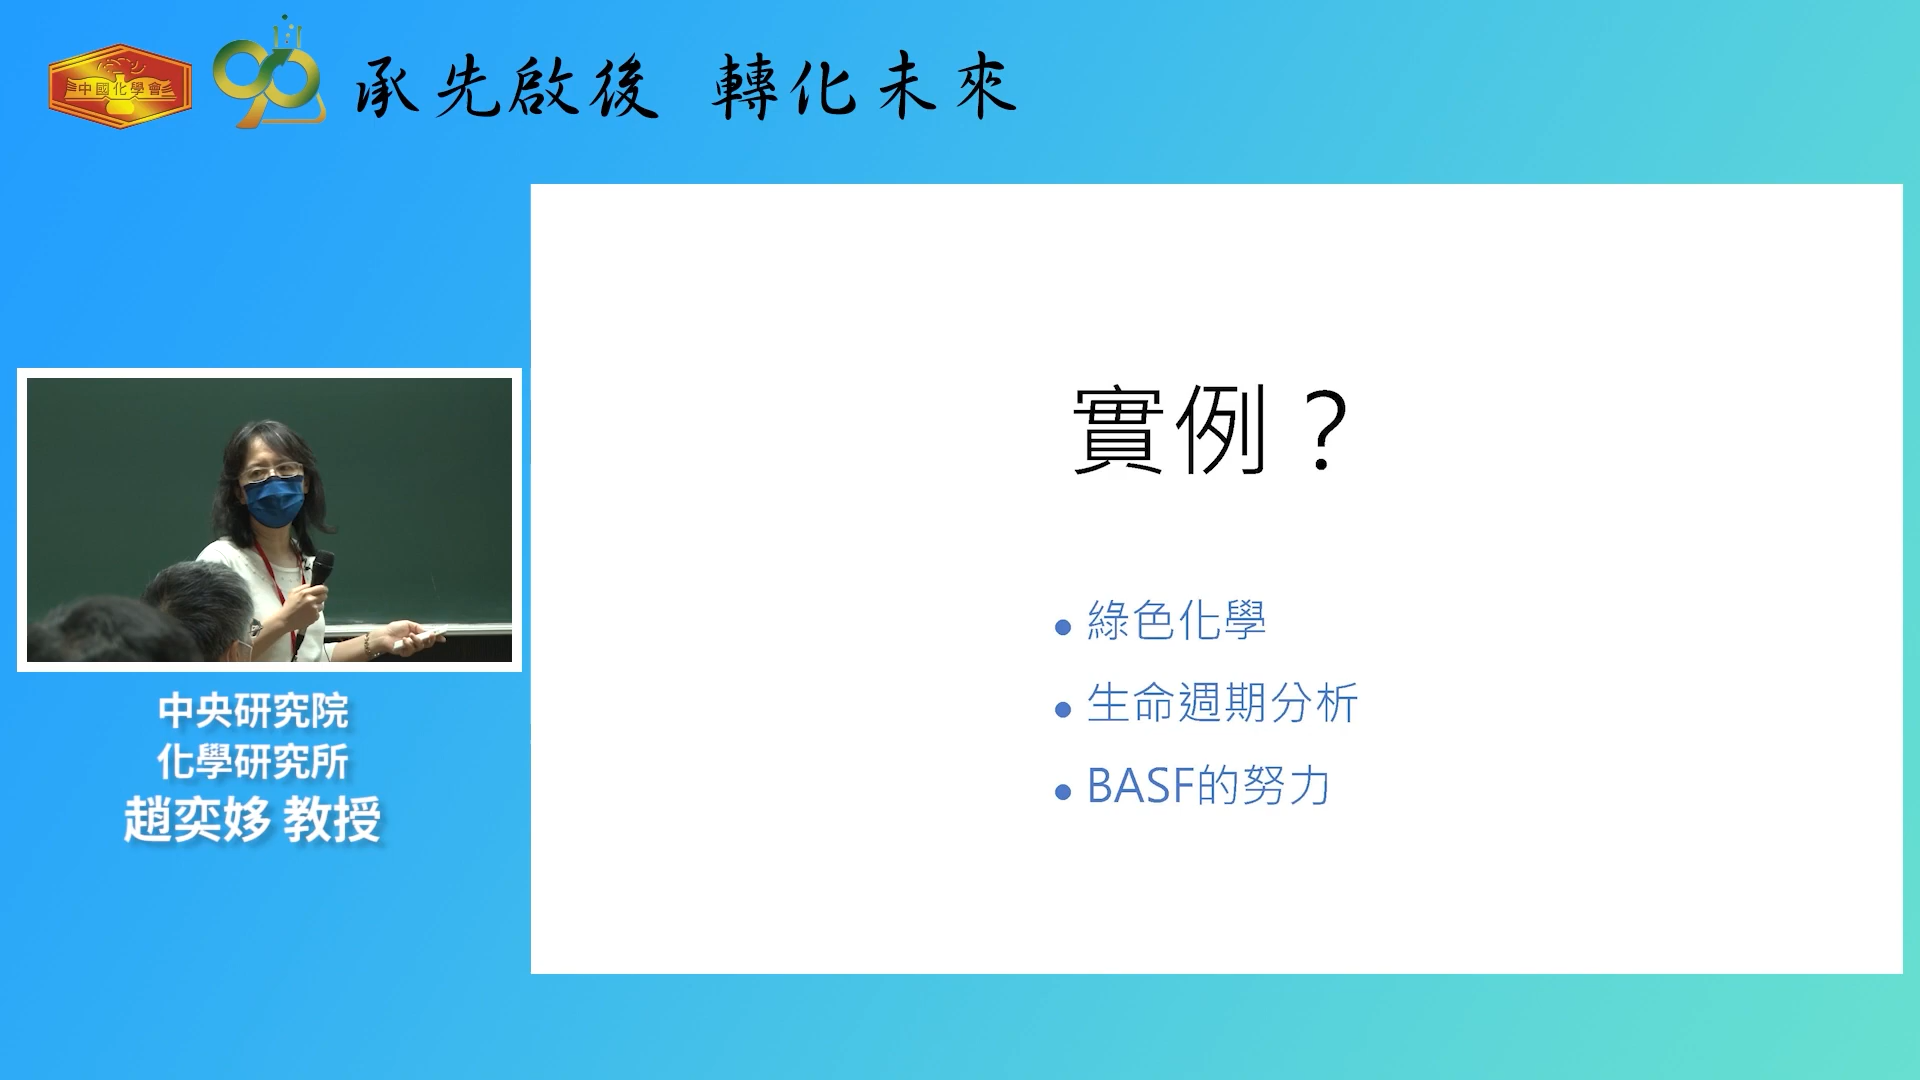 中國化學會
90
承先啟後 轉化未來
實例？
• 綠色化學
• 生命週期分析
• BASF的努力
中央研究院
化學研究所
趙奕姼 教授